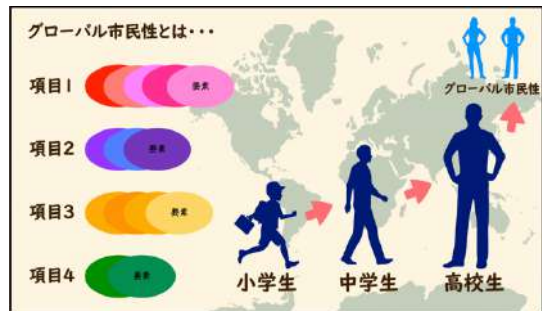 グローバル市民性とは・・・
グローバル市民性
項目1
要素
項目2
要素
項目3
要素
項目4
要素
小学生
中学生
高校生